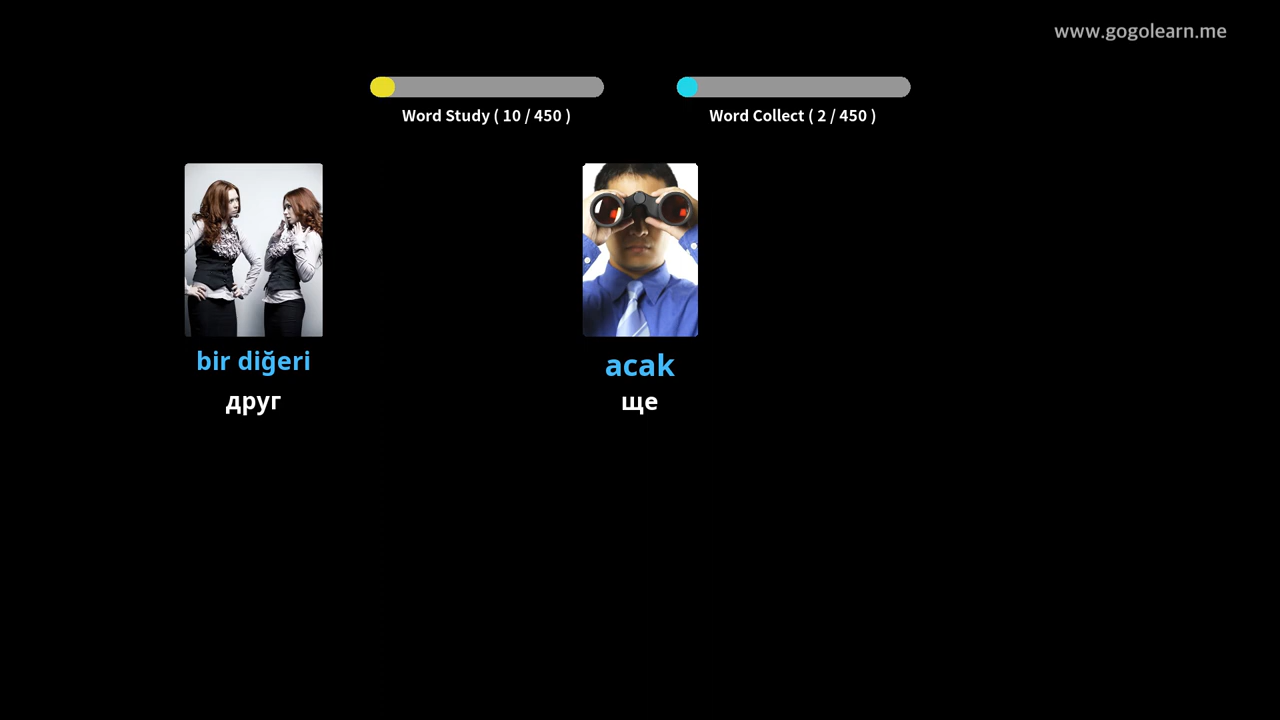 www.gogolearn.me
Word Study ( 10 / 450 )
Word Collect ( 2 / 450 )
bir diğeri
друг
acak
ще